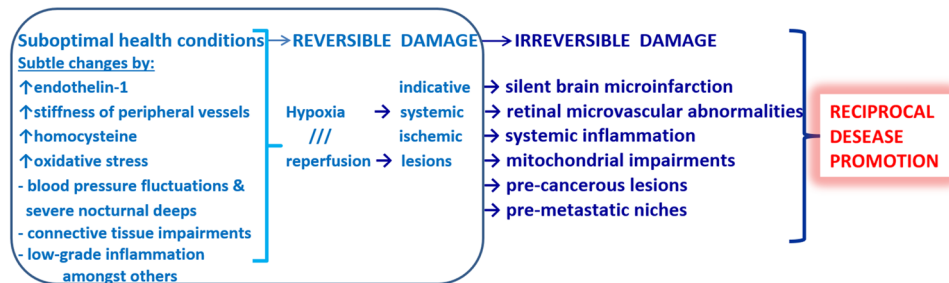 Suboptimal health conditions → REVERSIBLE DAMAGE → IRREVERSIBLE DAMAGE
Subtle changes by:
↑endothelin-1
↑stiffness of peripheral vessels
↑homocysteine
↑oxidative stress
- blood pressure fluctuations &
severe nocturnal deeps
- connective tissue impairments
- low-grade inflammation
amongst others
Hypoxia →
///
reperfusion →
indicative
systemic
ischemic
lesions
→ silent brain microinfarction
→ retinal microvascular abnormalities
→ systemic inflammation
→ mitochondrial impairments
→ pre-cancerous lesions
→ pre-metastatic niches
RECIPROCAL
DESEASE
PROMOTION